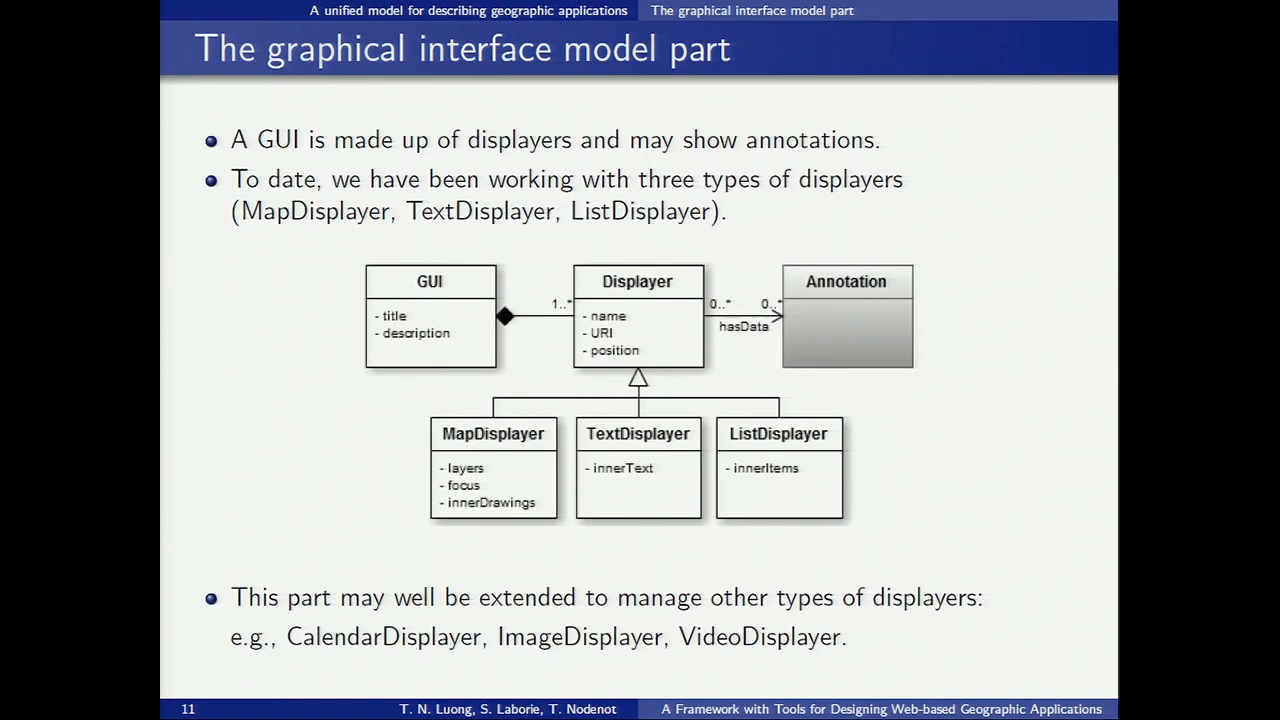 A unified model for describing geographic applications The graphical interface model part
The graphical interface model part
A GUI is made up of displayers and may show annotations.
To date, we have been working with three types of displayers
(MapDisplayer, TextDisplayer, ListDisplayer).
GUI
- title
- description
1..*
Displayer
- name
- URI
- position
0..* 0..*
hasData
Annotation
MapDisplayer
- layers
- focus
- innerDrawings
TextDisplayer
- innerText
ListDisplayer
- innerItems
This part may well be extended to manage other types of displayers:
e.g., CalendarDisplayer, ImageDisplayer, VideoDisplayer.
11 T. N. Luong, S. Laborie, T. Nodenot A Framework with Tools for Designing Web-based Geographic Applications